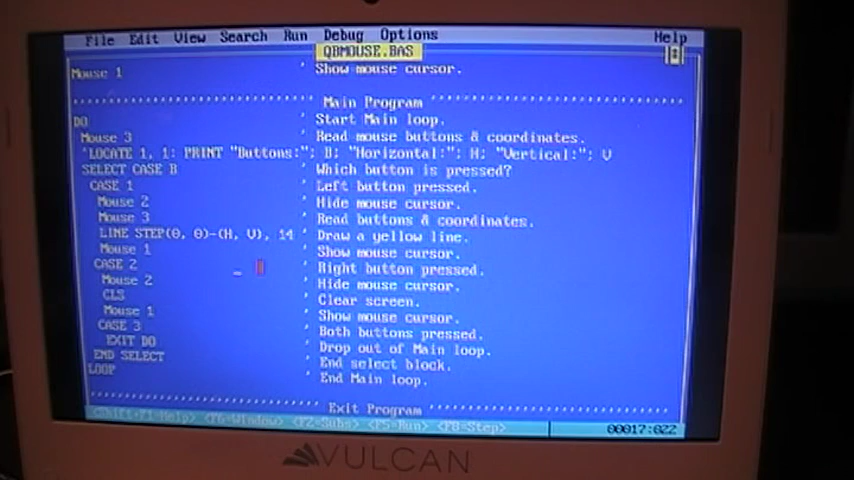 File Edit View Search Run Debug Options Help
QBMOUSE.BAS
Mouse 1 ' Show mouse cursor.
' Main Program '
DO ' Start Main loop.
Mouse 3 ' Read mouse buttons & coordinates.
'LOCATE 1, 1: PRINT "Buttons:"; B; "Horizontal:"; H; "Vertical:"; V
SELECT CASE B ' Which button is pressed?
CASE 1 ' Left button pressed.
Mouse 2 ' Hide mouse cursor.
Mouse 3 ' Read buttons & coordinates.
LINE STEP(0, 0)-(H, V), 14 ' Draw a yellow line.
Mouse 1 ' Show mouse cursor.
CASE 2 ' Right button pressed.
Mouse 2 ' Hide mouse cursor.
CLS ' Clear screen.
Mouse 1 ' Show mouse cursor.
CASE 3 ' Both buttons pressed.
EXIT DO ' Drop out of Main loop.
END SELECT ' End select block.
LOOP ' End Main loop.
' Exit Program '
<Shift+F1=Help> <F6=Window> <F2=Subs> <F5=Run> <F8=Step> 00017:022
VULCAN